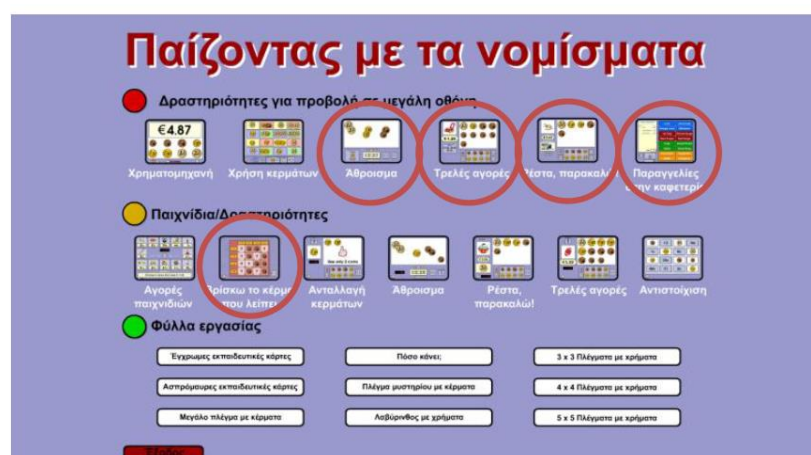 Παίζοντας με τα νομίσματα
Δραστηριότητες για προβολή σε μεγάλη οθόνη
€4.87
Χρηματομηχανή Χρήση κερμάτων Άθροισμα Τρελές αγορές Ρέστα, παρακαλώ! Παραγγελίες
στην καφετερία
Παιχνίδια/Δραστηριότητες
Αγορές Βρίσκω το κέρμα Ανταλλαγή Άθροισμα Ρέστα, Τρελές αγορές Αντιστοίχιση
παιχνιδιών που λείπει κερμάτων παρακαλώ!
Φύλλα εργασίας
Έγχρωμες εκπαιδευτικές κάρτες Πόσο κάνει; 3 x 3 Πλέγματα με χρήματα
Ασπρόμαυρες εκπαιδευτικές κάρτες Πλέγμα μυστηρίου με κέρματα 4 x 4 Πλέγματα με χρήματα
Μεγάλο πλέγμα με κέρματα Λαβύρινθος με χρήματα 5 x 5 Πλέγματα με χρήματα
Έξοδος